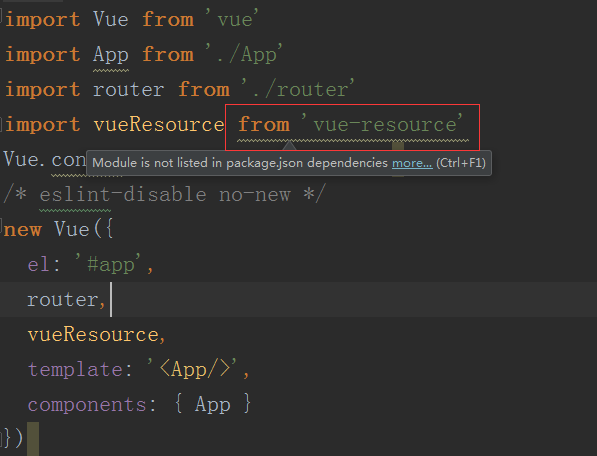 import Vue from 'vue'
import App from './App'
import router from './router'
import vueResource from 'vue-resource'
Vue.con
Module is not listed in package.json dependencies more... (Ctrl+F1)
/* eslint-disable no-new */
new Vue({
  el: '#app',
  router,
  vueResource,
  template: '<App/>',
  components: { App }
})